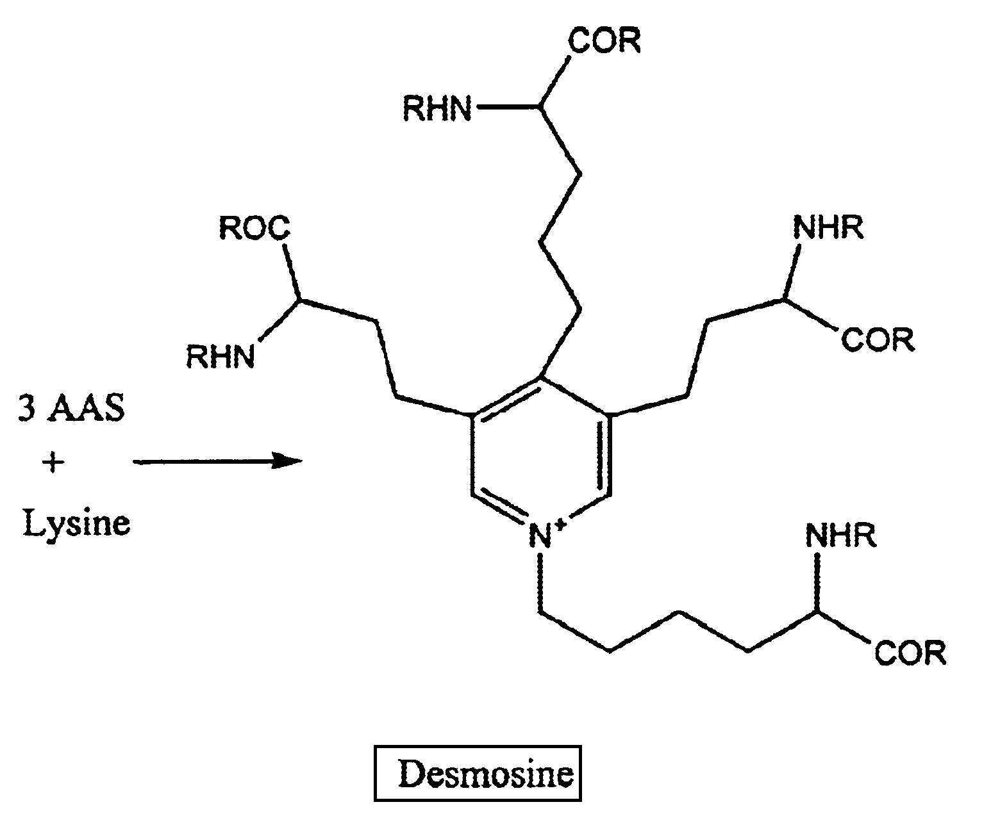 COR
RHN
ROC
NHR
COR
RHN
3 AAS
+
Lysine
N+
NHR
COR
Desmosine